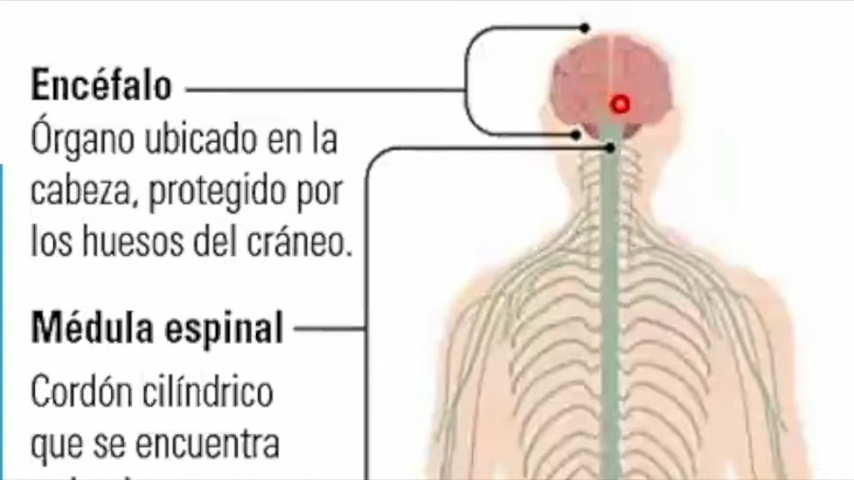 Encéfalo
Órgano ubicado en la
cabeza, protegido por
los huesos del cráneo.
Médula espinal
Cordón cilíndrico
que se encuentra